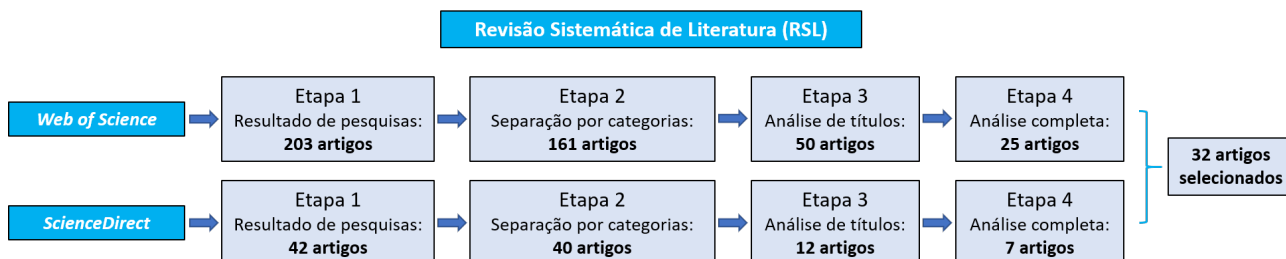 Revisão Sistemática de Literatura (RSL)
Web of Science
Etapa 1
Resultado de pesquisas:
203 artigos
Etapa 2
Separação por categorias:
161 artigos
Etapa 3
Análise de títulos:
50 artigos
Etapa 4
Análise completa:
25 artigos
ScienceDirect
Etapa 1
Resultado de pesquisas:
42 artigos
Etapa 2
Separação por categorias:
40 artigos
Etapa 3
Análise de títulos:
12 artigos
Etapa 4
Análise completa:
7 artigos
32 artigos
selecionados